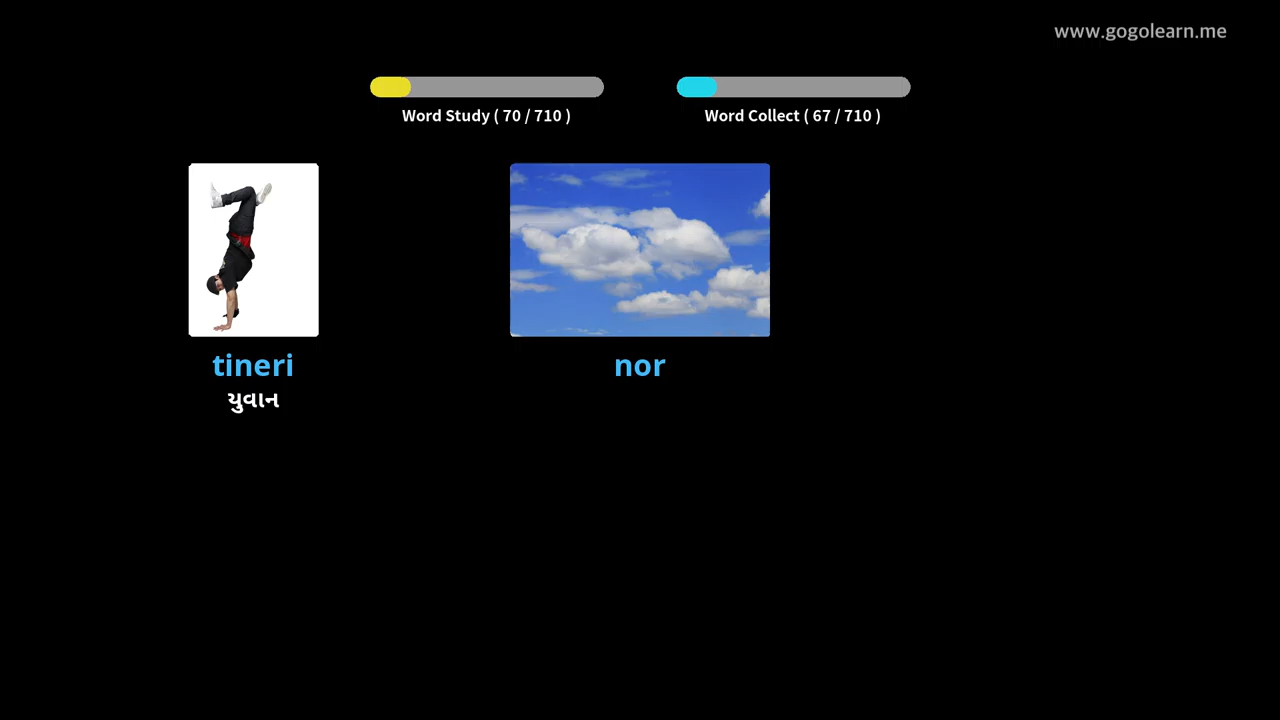 www.gogolearn.me
Word Study ( 70 / 710 )
Word Collect ( 67 / 710 )
tineri
યુવાન
nor